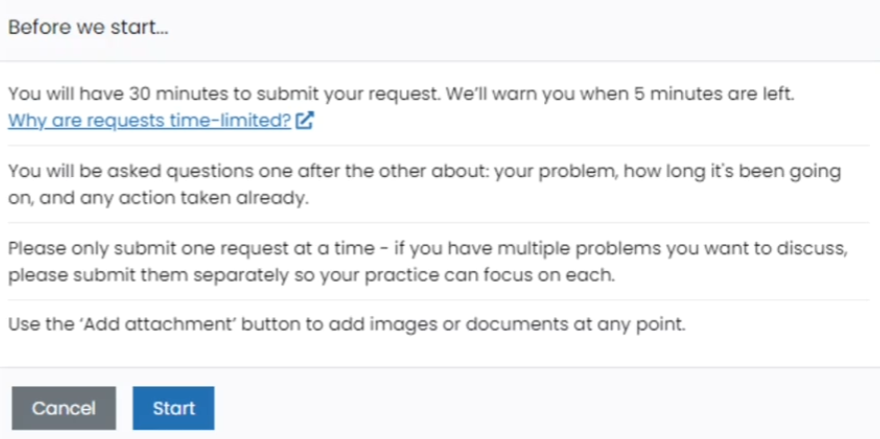 Before we start...
You will have 30 minutes to submit your request. We'll warn you when 5 minutes are left.
Why are requests time-limited?
You will be asked questions one after the other about: your problem, how long it's been going
on, and any action taken already.
Please only submit one request at a time - if you have multiple problems you want to discuss,
please submit them separately so your practice can focus on each.
Use the 'Add attachment' button to add images or documents at any point.
Cancel
Start